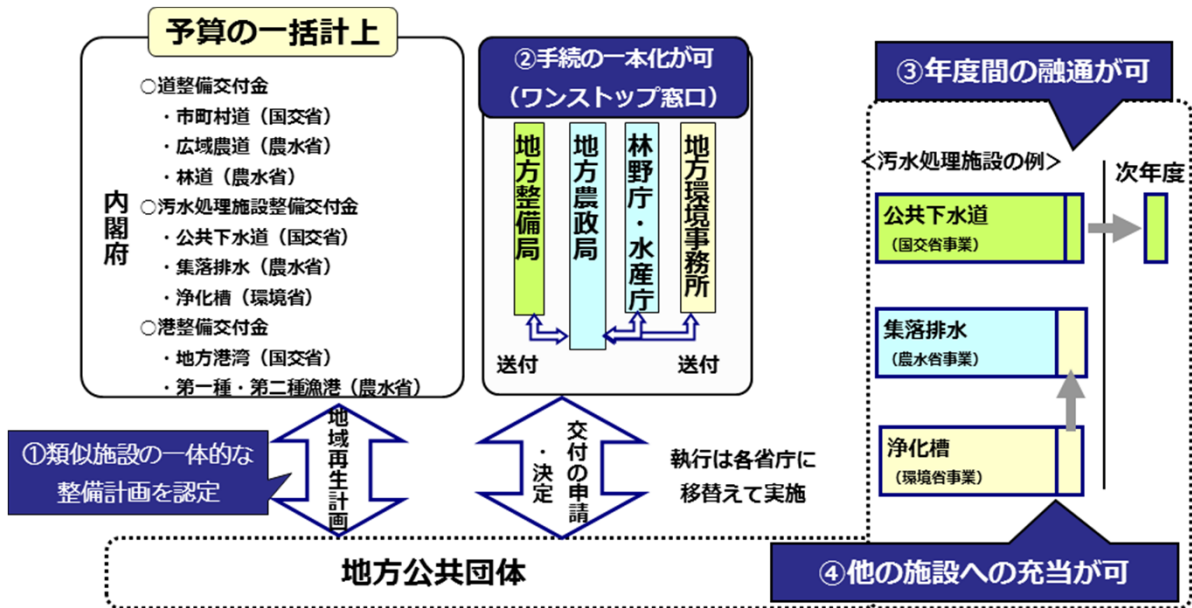 予算の一括計上
○道整備交付金
・市町村道（国交省）
・広域農道（農水省）
・林道（農水省）
○汚水処理施設整備交付金
・公共下水道（国交省）
・集落排水（農水省）
・浄化槽（環境省）
○港整備交付金
・地方港湾（国交省）
・第一種・第二種漁港（農水省）
内閣府
②手続の一本化が可
（ワンストップ窓口）
地方整備局
地方農政局
林野庁・水産庁
地方環境事務所
送付
送付
③年度間の融通が可
<汚水処理施設の例>
次年度
公共下水道
（国交省事業）
集落排水
（農水省事業）
浄化槽
（環境省事業）
④他の施設への充当が可
①類似施設の一体的な
整備計画を認定
地域再生計画
交付の申請
・決定
執行は各省庁に
移替えて実施
地方公共団体